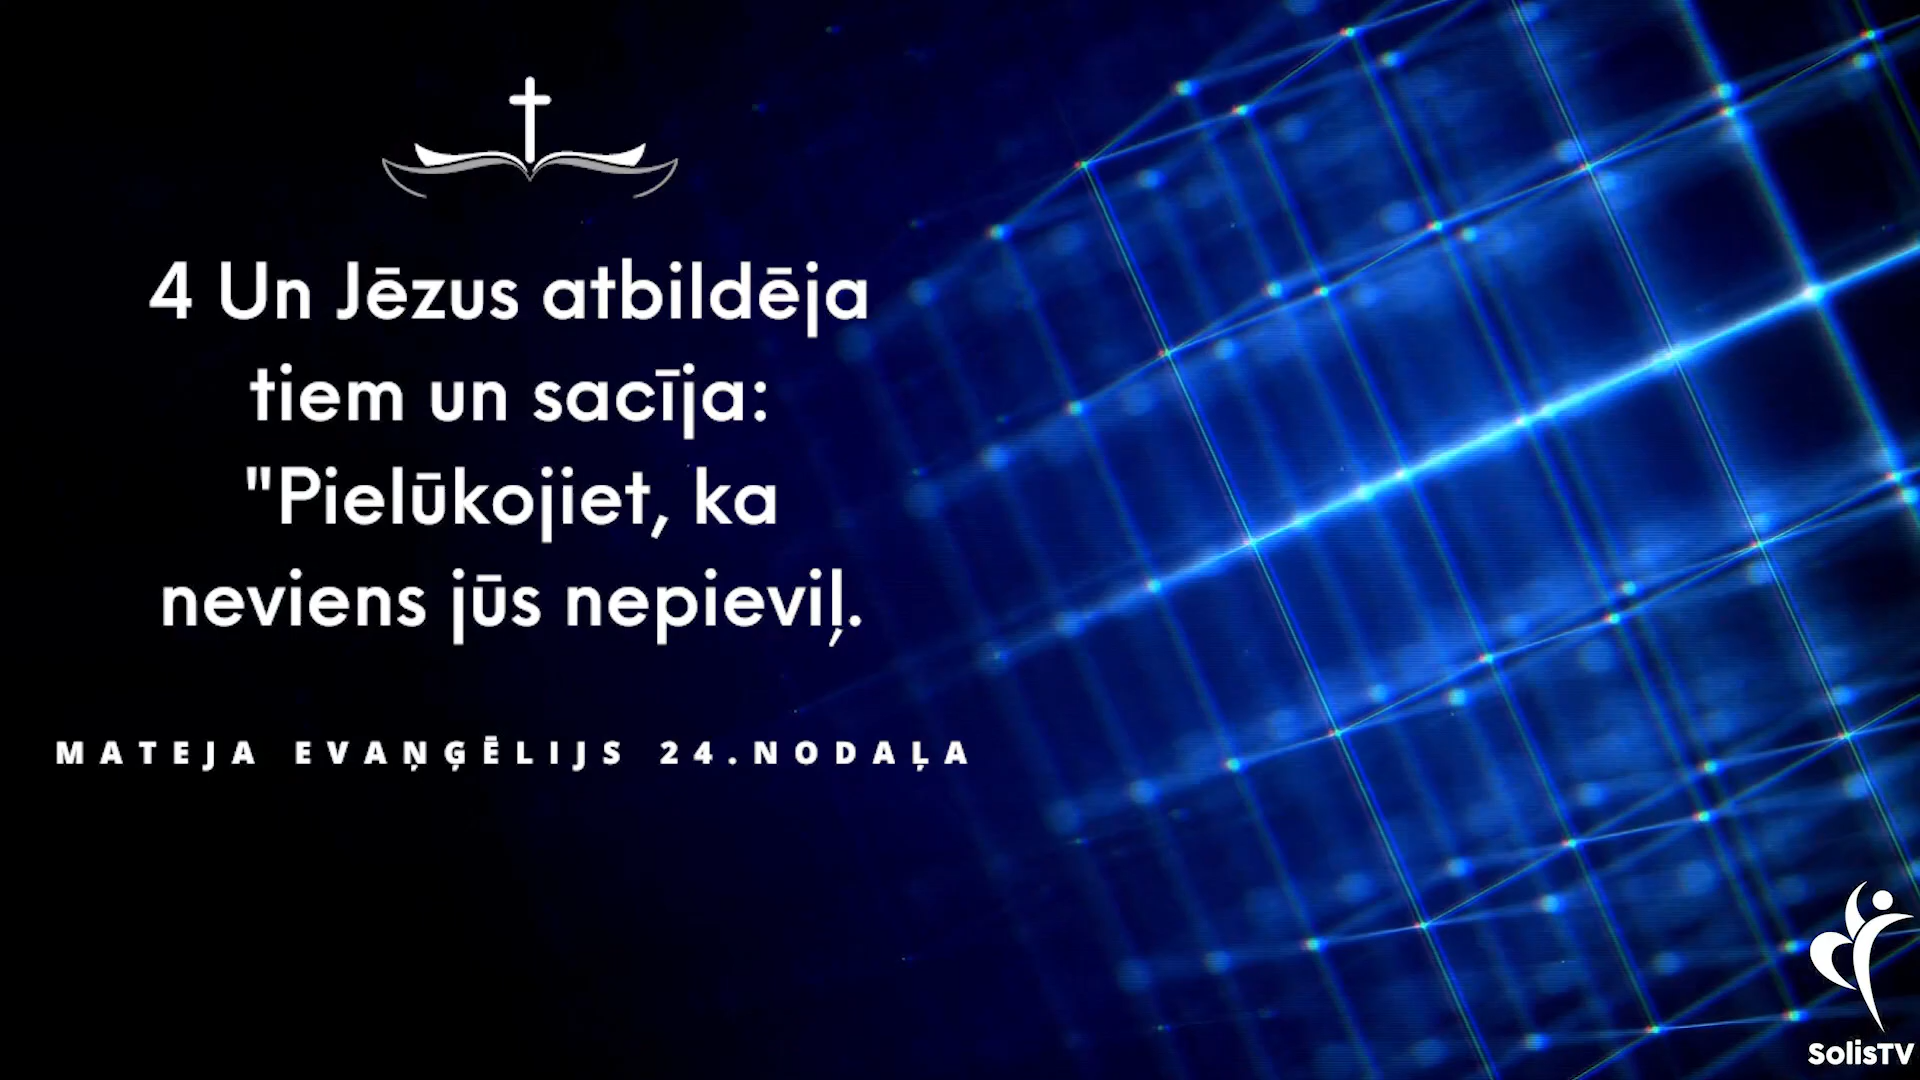 4 Un Jēzus atbildēja
tiem un sacīja:
"Pielūkojiet, ka
neviens jūs nepieviļ.
MATEJA EVAŅĢĒLIJS 24.NODAĻA
SolisTV